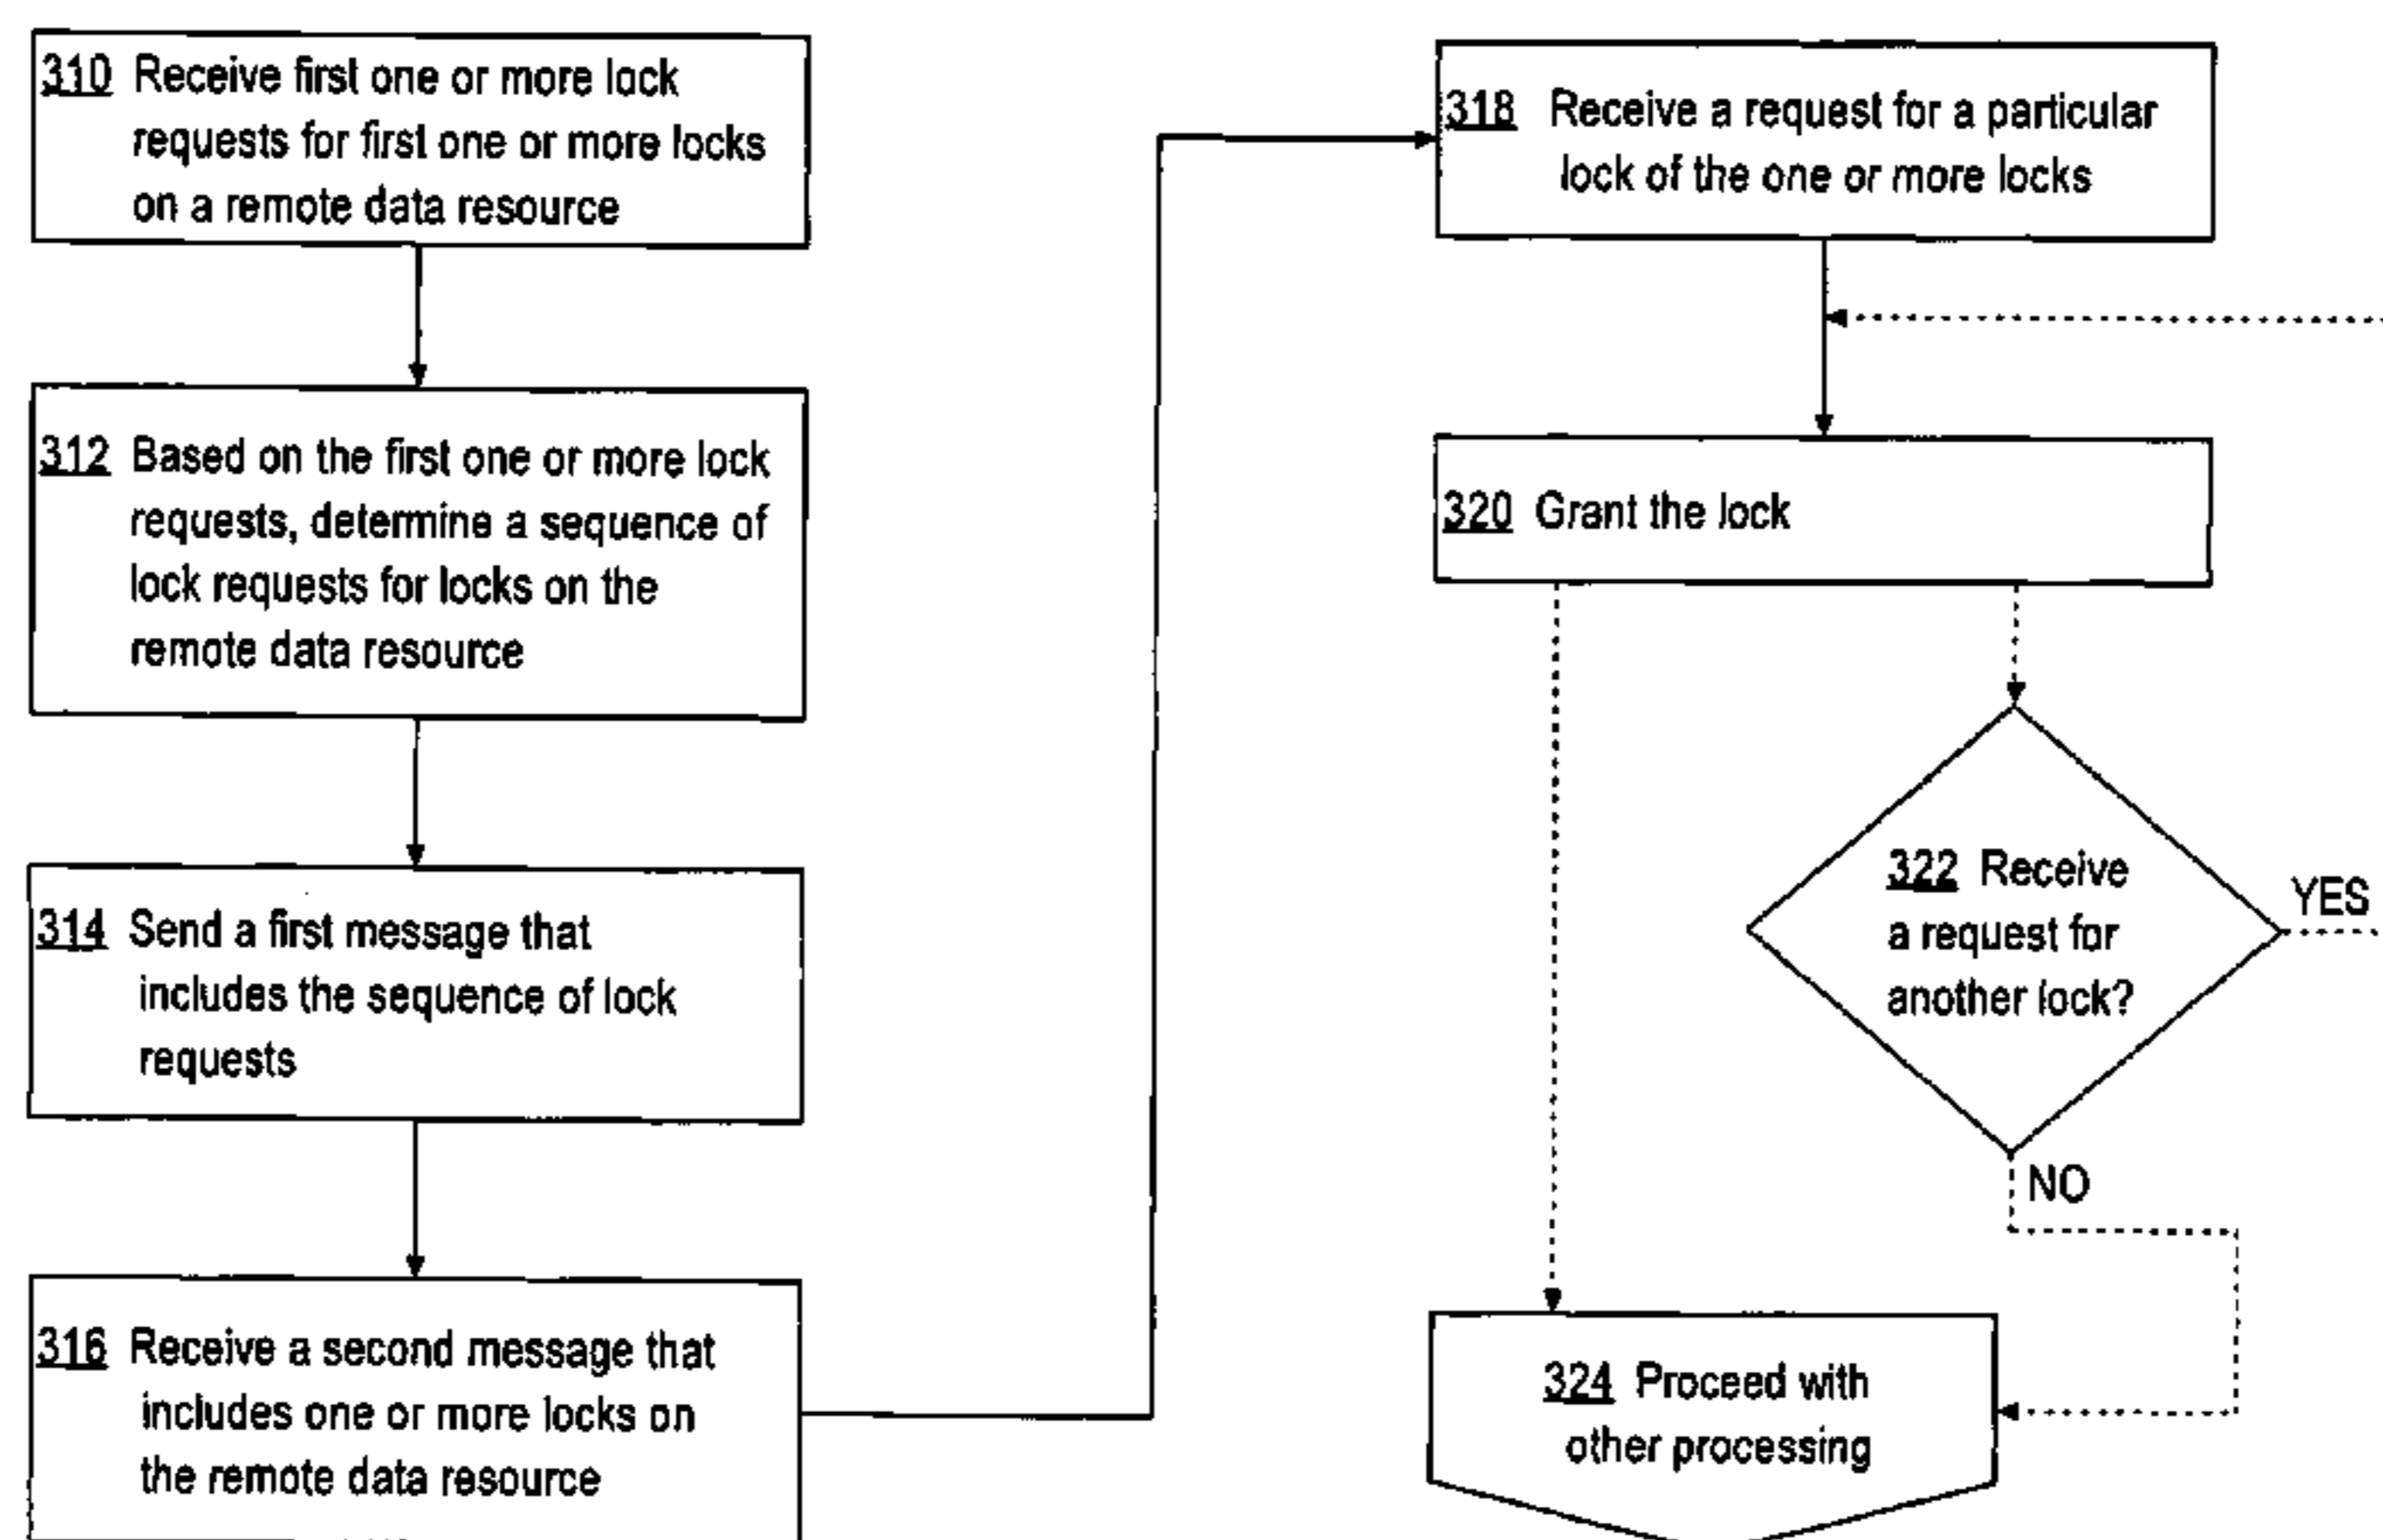 310 Receive first one or more lock
requests for first one or more locks
on a remote data resource
312 Based on the first one or more lock
requests, determine a sequence of
lock requests for locks on the
remote data resource
314 Send a first message that
includes the sequence of lock
requests
316 Receive a second message that
includes one or more locks on
the remote data resource
318 Receive a request for a particular
lock of the one or more locks
320 Grant the lock
322 Receive
a request for
another lock?
YES
NO
324 Proceed with
other processing